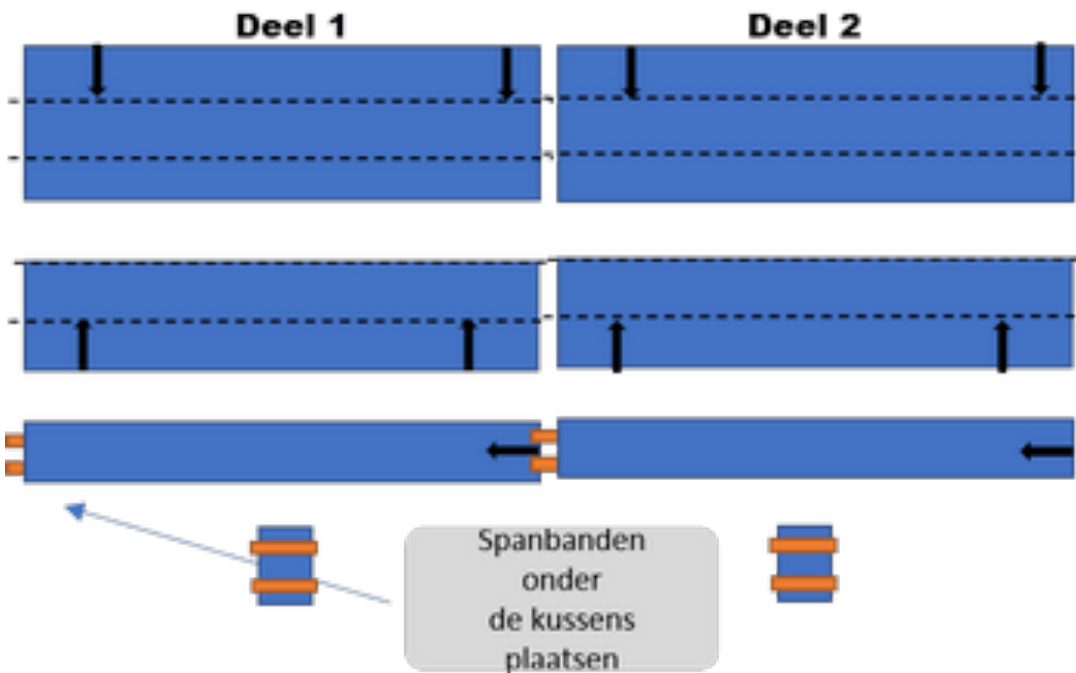 Deel 1
Deel 2
Spanbanden
onder
de kussens
plaatsen